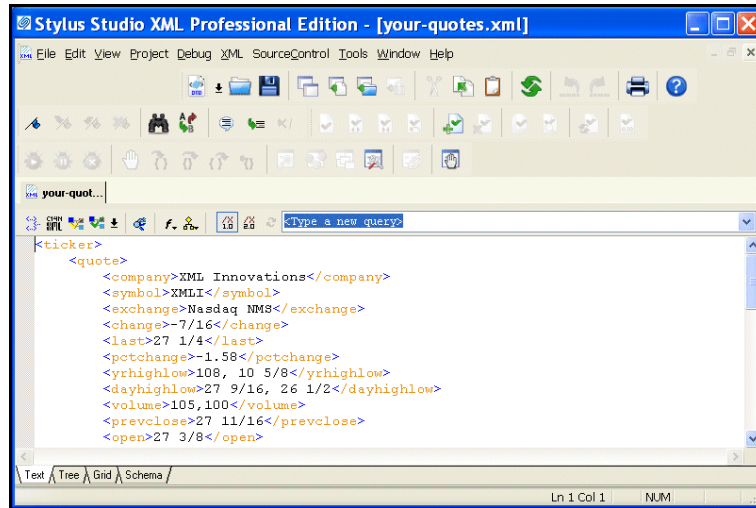 Stylus Studio XML Professional Edition - [your-quotes.xml]
File Edit View Project Debug XML SourceControl Tools Window Help
your-quot...
<Type a new query>
<ticker>
<quote>
<company>XML Innovations</company>
<symbol>XMLI</symbol>
<exchange>Nasdaq NMS</exchange>
<change>-7/16</change>
<last>27 1/4</last>
<pctchange>-1.58</pctchange>
<yrhighlow>108, 10 5/8</yrhighlow>
<dayhighlow>27 9/16, 26 1/2</dayhighlow>
<volume>105,100</volume>
<prevclose>27 11/16</prevclose>
<open>27 3/8</open>
Text Tree Grid Schema
Ln 1 Col 1 NUM